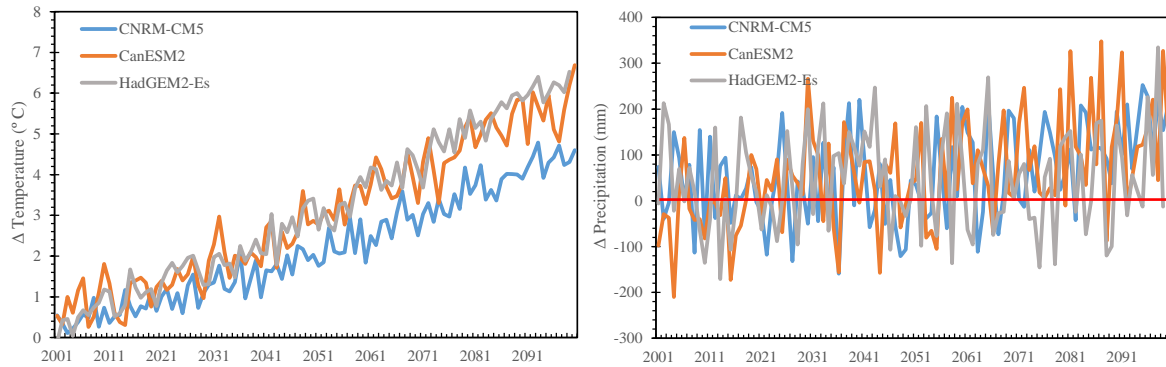 8
7
6
5
4
3
2
1
0
Δ Temperature (° C)
CNRM-CM5
CanESM2
HadGEM2-Es
2001 2011 2021 2031 2041 2051 2061 2071 2081 2091
400
300
200
100
0
-100
-200
-300
Δ Precipitation (mm)
CNRM-CM5
CanESM2
HadGEM2-Es
2001 2011 2021 2031 2041 2051 2061 2071 2081 2091